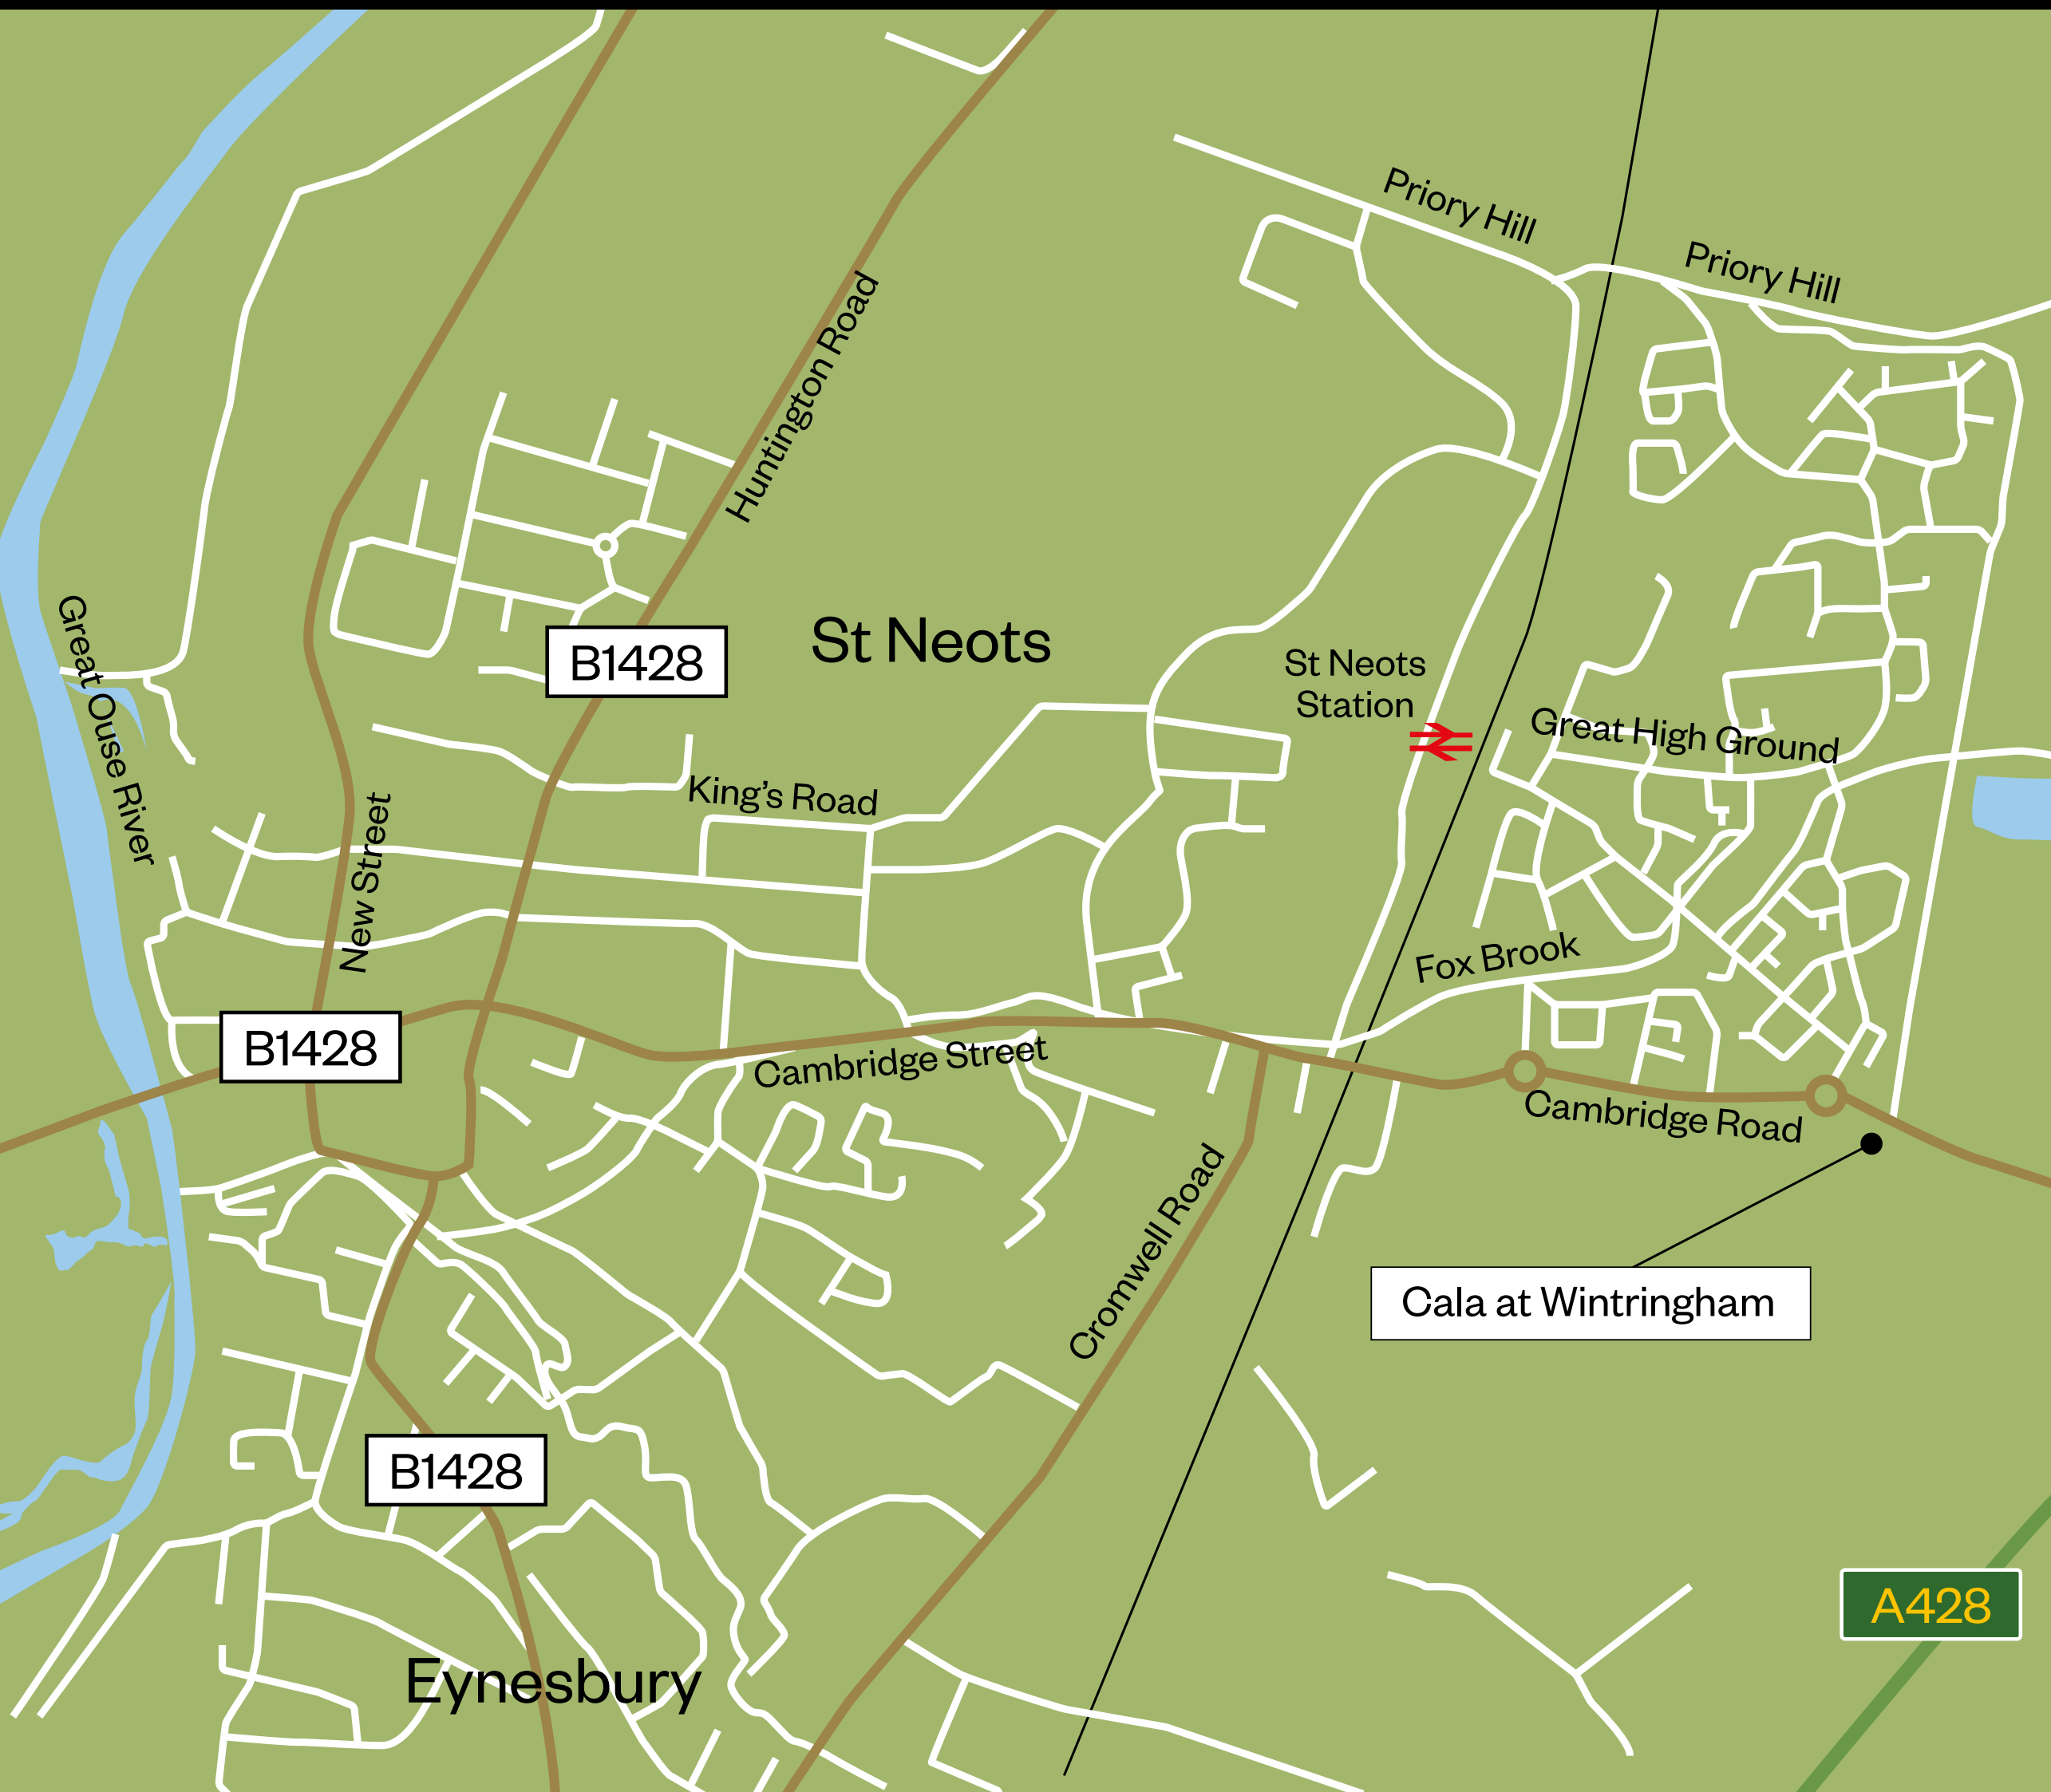 Priory Hill
Priory Hill
Huntington Road
B1428
St Neots
St Neots
Station
Great Ouse River
Great High Ground
King's Road
New Street
Fox Brook
B1428
Cambridge Street
Cambridge Road
Cromwell Road
Cala at Wintringham
B1428
A428
Eynesbury